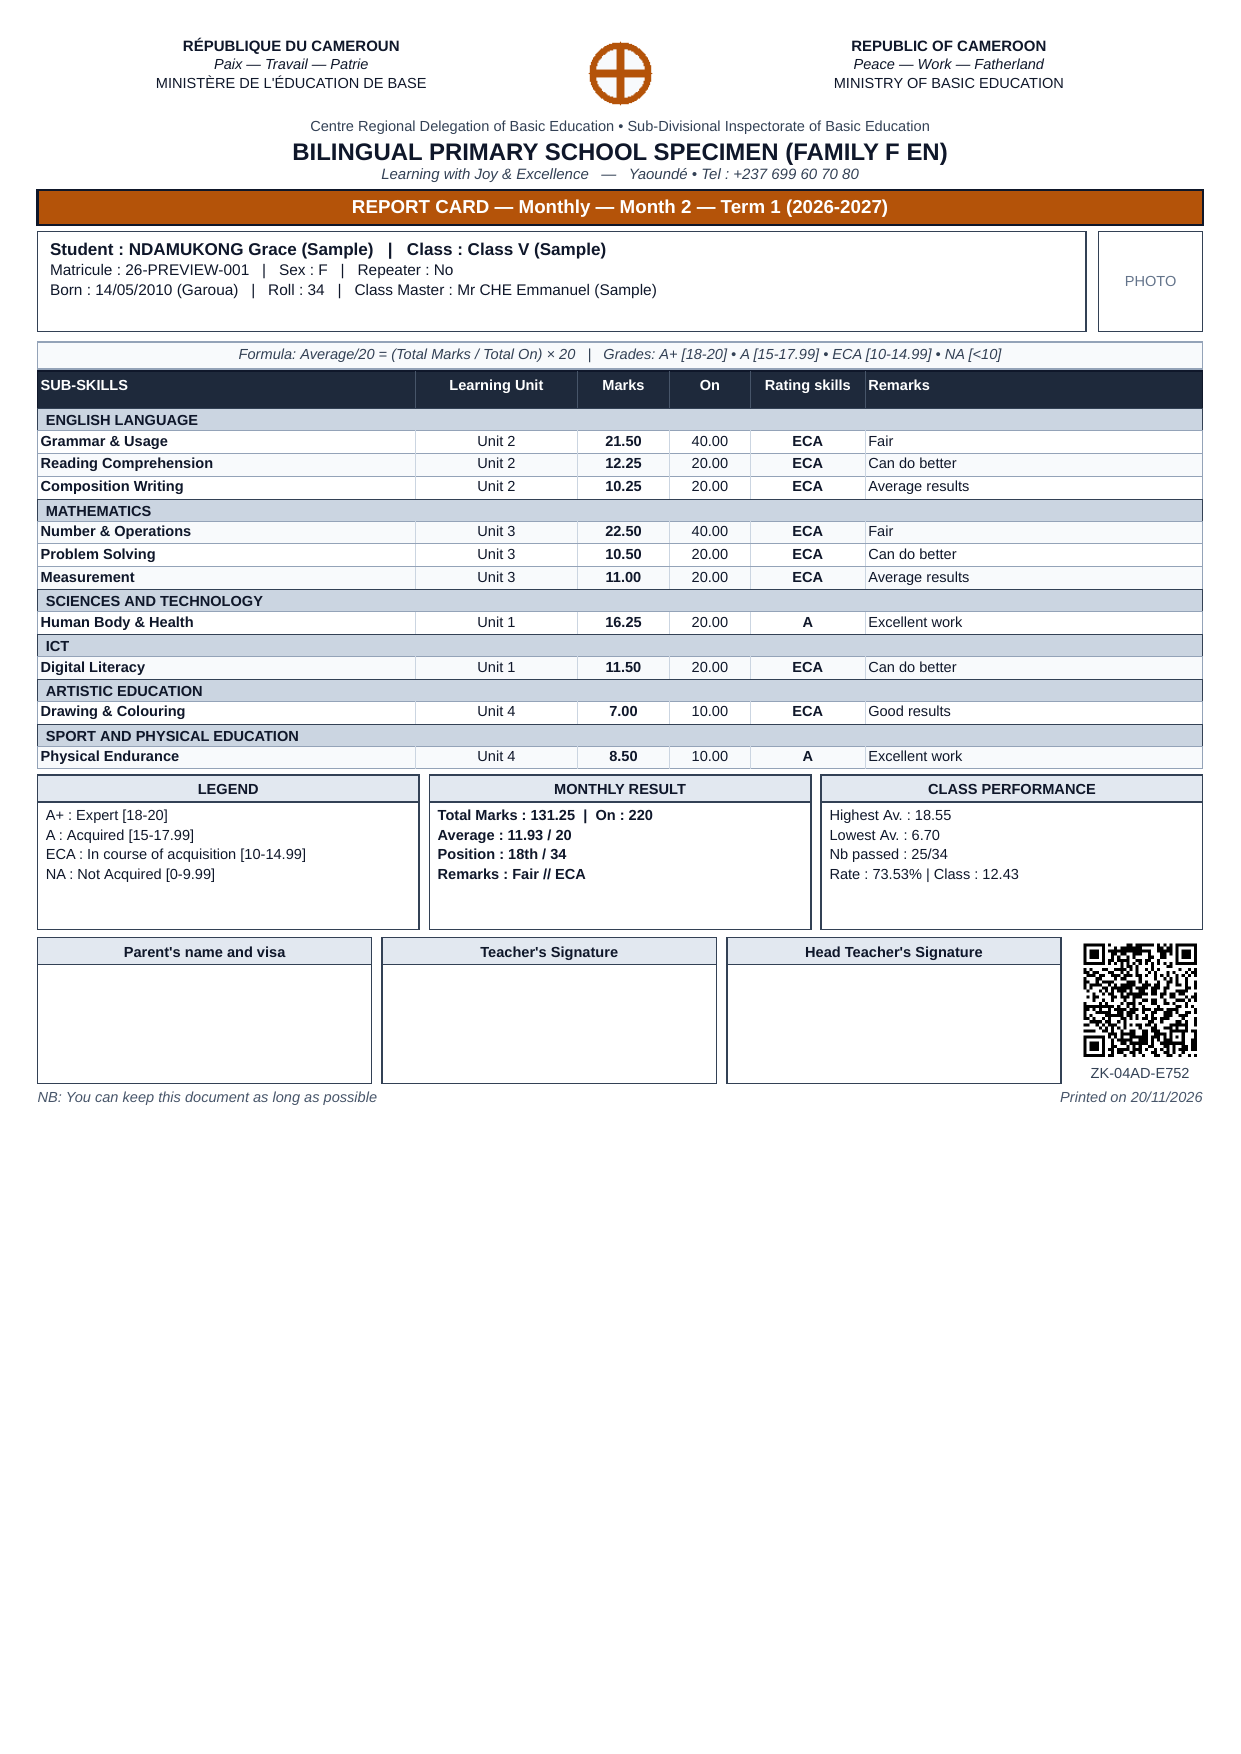 RÉPUBLIQUE DU CAMEROUN
Paix — Travail — Patrie
MINISTÈRE DE L'ÉDUCATION DE BASE
REPUBLIC OF CAMEROON
Peace — Work — Fatherland
MINISTRY OF BASIC EDUCATION
Centre Regional Delegation of Basic Education • Sub-Divisional Inspectorate of Basic Education
BILINGUAL PRIMARY SCHOOL SPECIMEN (FAMILY F EN)
Learning with Joy & Excellence — Yaoundé • Tel : +237 699 60 70 80
REPORT CARD — Monthly — Month 2 — Term 1 (2026-2027)
Student : NDAMUKONG Grace (Sample) | Class : Class V (Sample)
Matricule : 26-PREVIEW-001 | Sex : F | Repeater : No
Born : 14/05/2010 (Garoua) | Roll : 34 | Class Master : Mr CHE Emmanuel (Sample)
PHOTO
Formula: Average/20 = (Total Marks / Total On) × 20 | Grades: A+ [18-20] • A [15-17.99] • ECA [10-14.99] • NA [<10]
SUB-SKILLS Learning Unit Marks On Rating skills Remarks
ENGLISH LANGUAGE
Grammar & Usage Unit 2 21.50 40.00 ECA Fair
Reading Comprehension Unit 2 12.25 20.00 ECA Can do better
Composition Writing Unit 2 10.25 20.00 ECA Average results
MATHEMATICS
Number & Operations Unit 3 22.50 40.00 ECA Fair
Problem Solving Unit 3 10.50 20.00 ECA Can do better
Measurement Unit 3 11.00 20.00 ECA Average results
SCIENCES AND TECHNOLOGY
Human Body & Health Unit 1 16.25 20.00 A Excellent work
ICT
Digital Literacy Unit 1 11.50 20.00 ECA Can do better
ARTISTIC EDUCATION
Drawing & Colouring Unit 4 7.00 10.00 ECA Good results
SPORT AND PHYSICAL EDUCATION
Physical Endurance Unit 4 8.50 10.00 A Excellent work
LEGEND
A+ : Expert [18-20]
A : Acquired [15-17.99]
ECA : In course of acquisition [10-14.99]
NA : Not Acquired [0-9.99]
MONTHLY RESULT
Total Marks : 131.25 | On : 220
Average : 11.93 / 20
Position : 18th / 34
Remarks : Fair // ECA
CLASS PERFORMANCE
Highest Av. : 18.55
Lowest Av. : 6.70
Nb passed : 25/34
Rate : 73.53% | Class : 12.43
Parent's name and visa
Teacher's Signature
Head Teacher's Signature
ZK-04AD-E752
NB: You can keep this document as long as possible
Printed on 20/11/2026